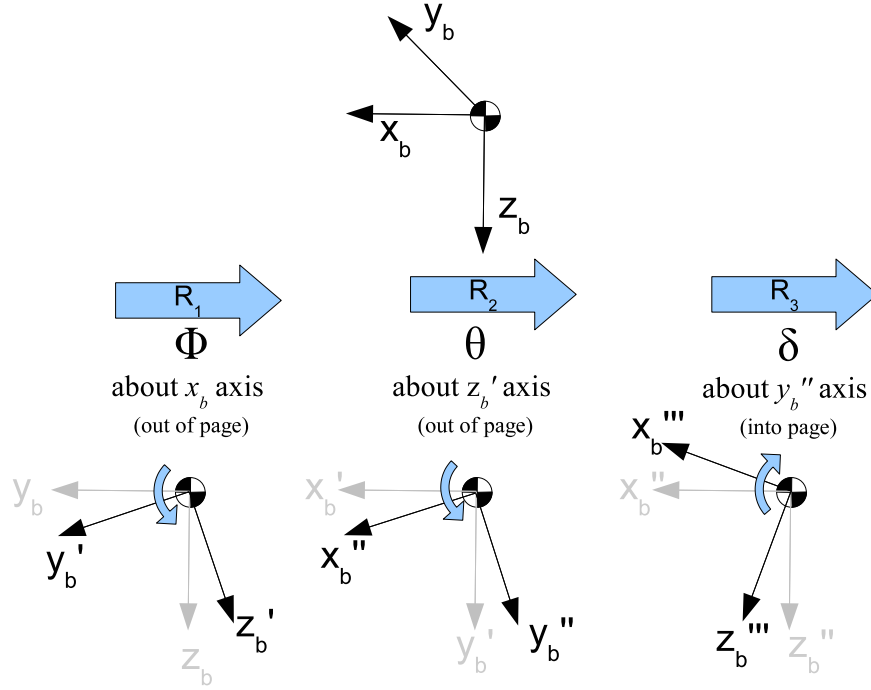 y_b
x_b
z_b
R_1
R_2
R_3
Φ
θ
δ
about x_b axis
about z_b' axis
about y_b'' axis
(out of page)
(out of page)
(into page)
x_b'''
y_b
x_b'
x_b''
y_b'
x_b''
z_b'
y_b''
z_b'''
z_b
y_b'
z_b''